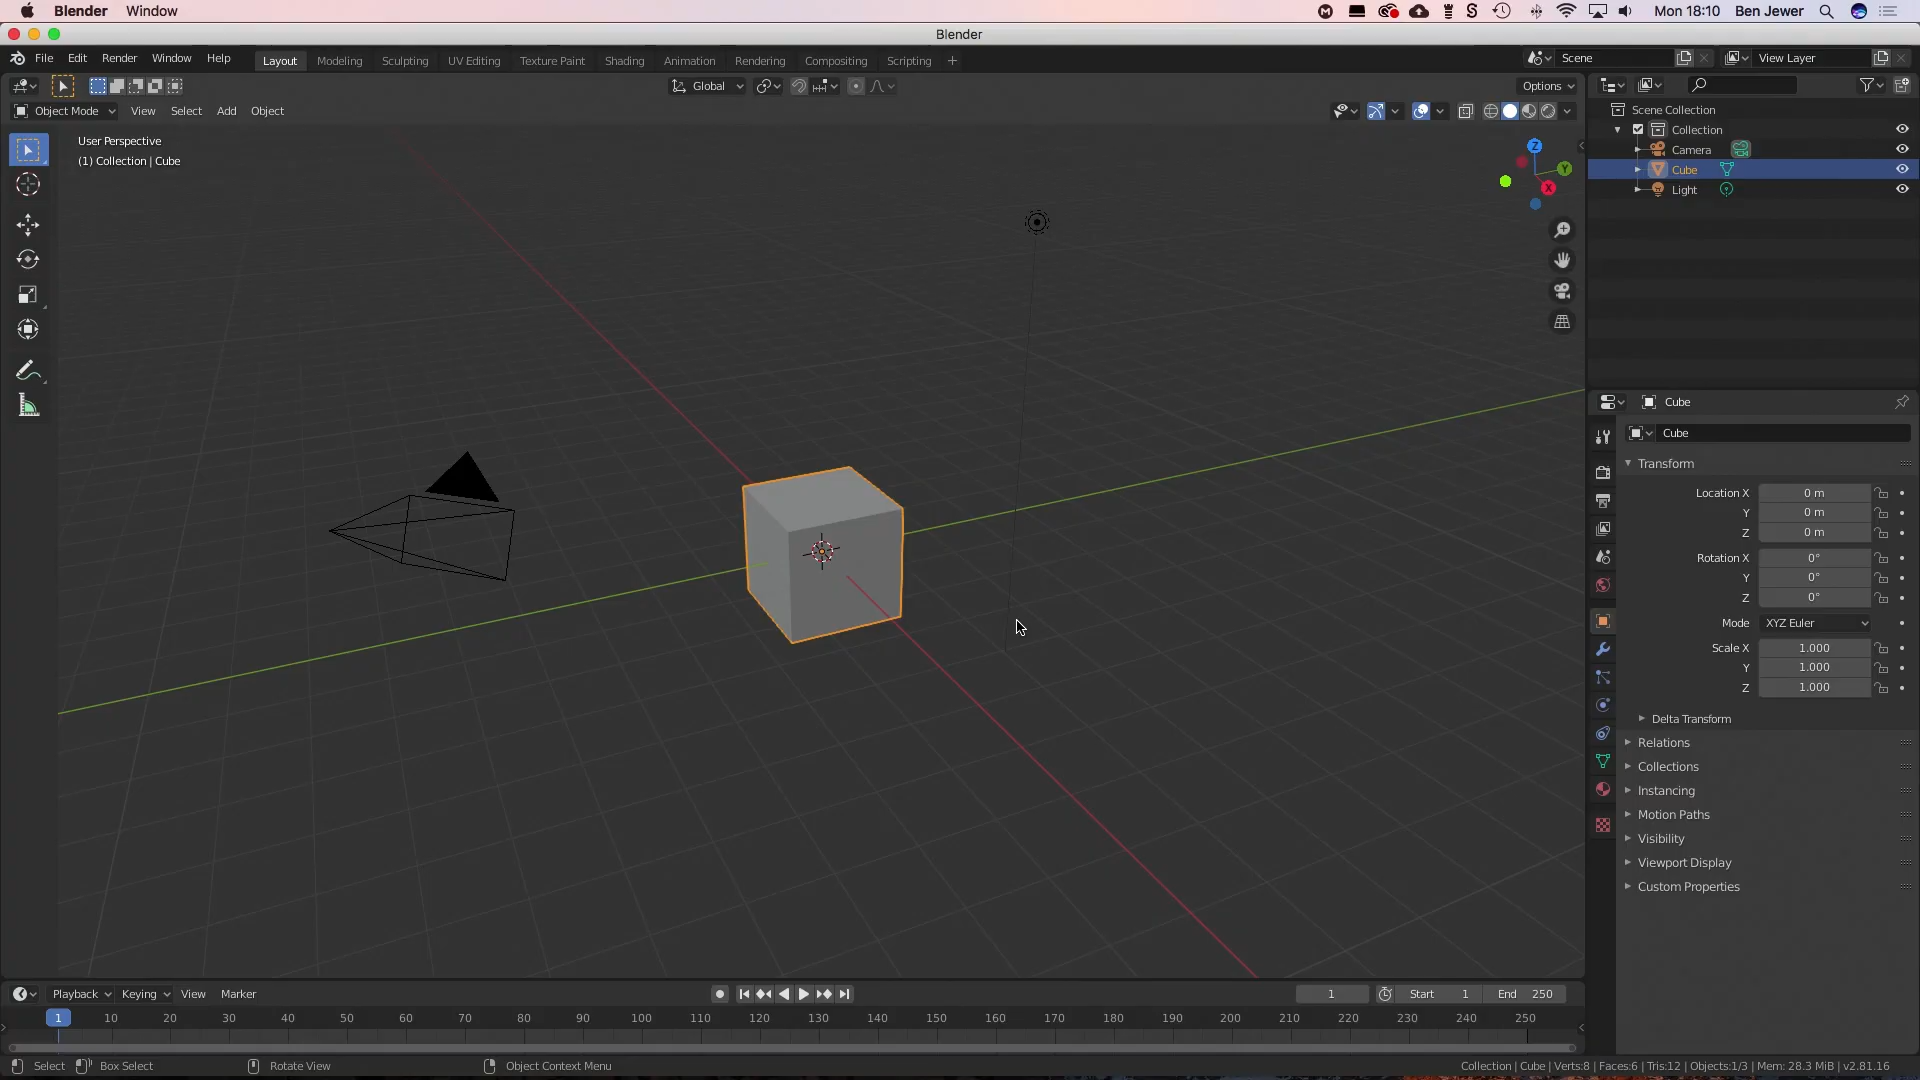 Blender Window Mon 18:10 Ben Jewer
Blender
File Edit Render Window Help Layout Modeling Sculpting UV Editing Texture Paint Shading Animation Rendering Compositing Scripting + Scene View Layer
Global Options
Object Mode View Select Add Object
User Perspective
(1) Collection | Cube
Z
Y
X
Scene Collection
Collection
Camera
Cube
Light
Cube
Cube
Transform
Location X 0 m
Y 0 m
Z 0 m
Rotation X 0°
Y 0°
Z 0°
Mode XYZ Euler
Scale X 1.000
Y 1.000
Z 1.000
Delta Transform
Relations
Collections
Instancing
Motion Paths
Visibility
Viewport Display
Custom Properties
Playback Keying View Marker 1 Start 1 End 250
1 10 20 30 40 50 60 70 80 90 100 110 120 130 140 150 160 170 180 190 200 210 220 230 240 250
Select Box Select Rotate View Object Context Menu Collection | Cube | Verts:8 | Faces:6 | Tris:12 | Objects:1/3 | Mem: 28.3 MiB | v2.81.16